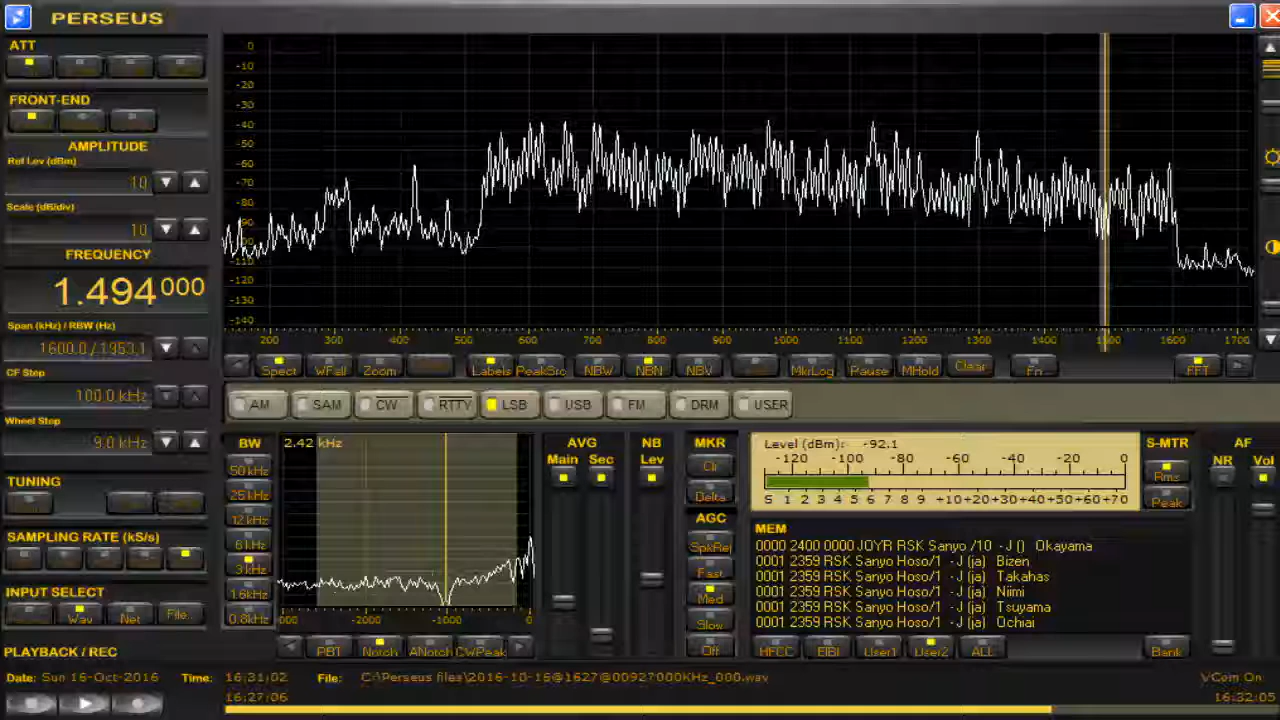 PERSEUS
ATT
FRONT-END
AMPLITUDE
Ref Lev (dBm)
10
Scale (dB/div)
10
FREQUENCY
1.494000
Span (kHz) / RBW (Hz)
1600.0 / 1953.1
CF Step
100.0 kHz
Wheel Step
9.0 kHz
TUNING
SAMPLING RATE (kS/s)
INPUT SELECT
Wav Net File..
PLAYBACK / REC
0
-10
-20
-30
-40
-50
-60
-70
-80
-90
-100
-110
-120
-130
-140
200 300 400 500 600 700 800 900 1000 1100 1200 1300 1400 1500 1600 1700
Spect WFall Zoom Labels PeakSrc NBW NBN NBV MkrLog Pause MHold Clear Fn FFT
AM SAM CW RTTY LSB USB FM DRM USER
BW
50 kHz
25 kHz
12 kHz
6 kHz
3 kHz
1.6kHz
0.8kHz
2.42 kHz
-2000 -1000 0
PBT Notch ANotch CWPeak
AVG
Main Sec
NB
Lev
MKR
Clr
Delta
AGC
SpkRej
Fast
Med
Slow
Off
Level (dBm): -92.1
-120 -100 -80 -60 -40 -20 0
S 1 2 3 4 5 6 7 8 9 +10 +20 +30 +40 +50 +60 +70
S-MTR
Rms
Peak
AF
NR Vol
MEM
0000 2400 0000 JOYR RSK Sanyo /10 - J () Okayama
0001 2359 RSK Sanyo Hoso/1 - J (ja) Bizen
0001 2359 RSK Sanyo Hoso/1 - J (ja) Takahas
0001 2359 RSK Sanyo Hoso/1 - J (ja) Niimi
0001 2359 RSK Sanyo Hoso/1 - J (ja) Tsuyama
0001 2359 RSK Sanyo Hoso/1 - J (ja) Ochiai
HFCC EIBI User1 User2 ALL Bank
Date: Sun 16-Oct-2016 Time: 16:31:02 File: C:\Perseus files\2016-10-16@1627@00927000KHz_000.wav VCom On
16:27:06 16:32:05